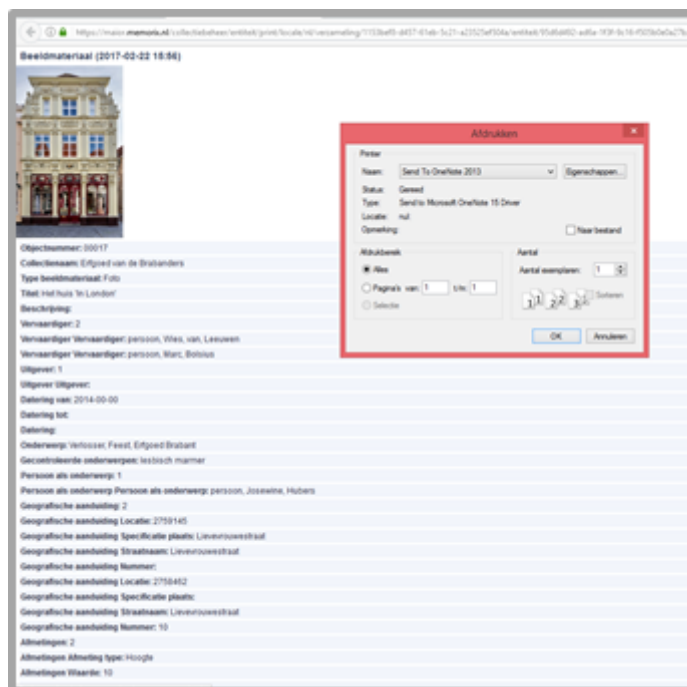 Beeldmateriaal (2017-02-22 15:56)
Afdrukken
Printer
Naam: Send To OneNote 2013 Eigenschappen...
Status: Gereed
Type: Send to Microsoft OneNote 15 Driver
Locatie: nul
Opmerking: Naar bestand
Afdrukbereik
Alles
Pagina's van: 1 t/m: 1
Selectie
Aantal
Aantal exemplaren: 1
1 1 2 2 3 3 Sorteren
OK Annuleren
Objectnummer: 00017
Collectienaam: Erfgoed van de Brabanders
Type beeldmateriaal: Foto
Titel: Het huis 'In London'
Beschrijving:
Vervaardiger: 2
Vervaardiger Vervaardiger: persoon, Wies, van, Leeuwen
Vervaardiger Vervaardiger: persoon, Marc, Bolsius
Uitgever: 1
Uitgever Uitgever:
Datering van: 2014-00-00
Datering tot:
Datering:
Onderwerp: Verlosser, Feest, Erfgoed Brabant
Gecontroleerde onderwerpen: lesbisch marmer
Persoon als onderwerp: 1
Persoon als onderwerp Persoon als onderwerp: persoon, Josewine, Hubers
Geografische aanduiding: 2
Geografische aanduiding Locatie: 2759145
Geografische aanduiding Specificatie plaats: Lievevrouwestraat
Geografische aanduiding Straatnaam: Lievevrouwestraat
Geografische aanduiding Nummer:
Geografische aanduiding Locatie: 2758462
Geografische aanduiding Specificatie plaats:
Geografische aanduiding Straatnaam: Lievevrouwestraat
Geografische aanduiding Nummer: 10
Afmetingen: 2
Afmetingen Afmeting type: Hoogte
Afmetingen Waarde: 10